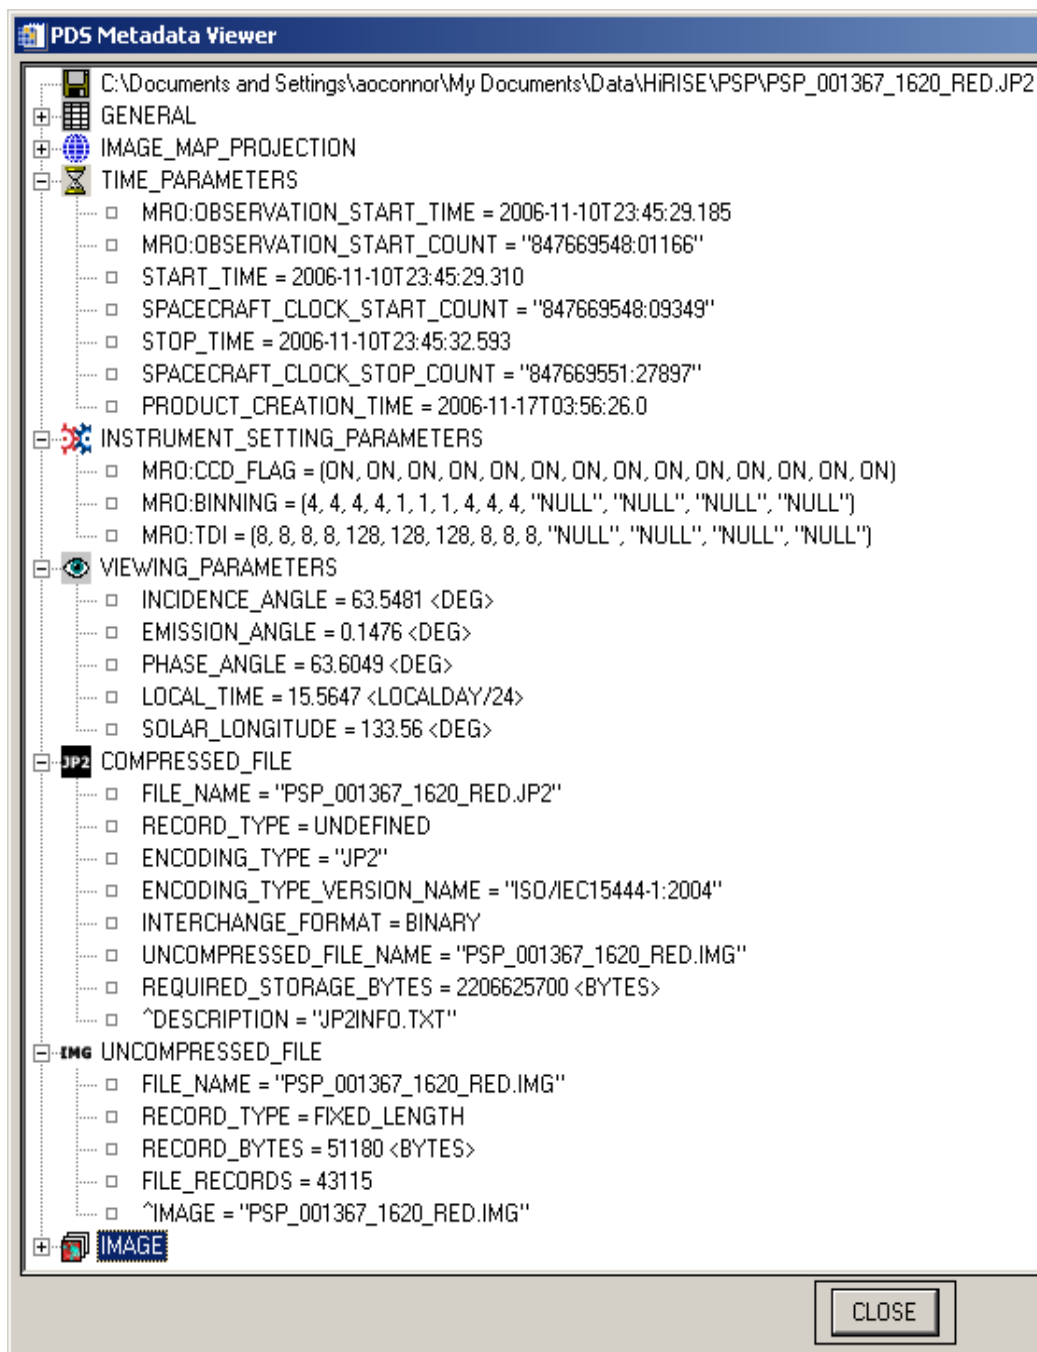 PDS Metadata Viewer
C:\Documents and Settings\aoconnor\My Documents\Data\HiRISE\PSP\PSP_001367_1620_RED.JP2
GENERAL
IMAGE_MAP_PROJECTION
TIME_PARAMETERS
MRO:OBSERVATION_START_TIME = 2006-11-10T23:45:29.185
MRO:OBSERVATION_START_COUNT = "847669548:01166"
START_TIME = 2006-11-10T23:45:29.310
SPACECRAFT_CLOCK_START_COUNT = "847669548:09349"
STOP_TIME = 2006-11-10T23:45:32.593
SPACECRAFT_CLOCK_STOP_COUNT = "847669551:27897"
PRODUCT_CREATION_TIME = 2006-11-17T03:56:26.0
INSTRUMENT_SETTING_PARAMETERS
MRO:CCD_FLAG = (ON, ON, ON, ON, ON, ON, ON, ON, ON, ON, ON, ON, ON, ON)
MRO:BINNING = (4, 4, 4, 4, 1, 1, 1, 4, 4, 4, "NULL", "NULL", "NULL", "NULL")
MRO:TDI = (8, 8, 8, 8, 128, 128, 128, 8, 8, 8, "NULL", "NULL", "NULL", "NULL")
VIEWING_PARAMETERS
INCIDENCE_ANGLE = 63.5481 <DEG>
EMISSION_ANGLE = 0.1476 <DEG>
PHASE_ANGLE = 63.6049 <DEG>
LOCAL_TIME = 15.5647 <LOCALDAY/24>
SOLAR_LONGITUDE = 133.56 <DEG>
JP2 COMPRESSED_FILE
FILE_NAME = "PSP_001367_1620_RED.JP2"
RECORD_TYPE = UNDEFINED
ENCODING_TYPE = "JP2"
ENCODING_TYPE_VERSION_NAME = "ISO/IEC15444-1:2004"
INTERCHANGE_FORMAT = BINARY
UNCOMPRESSED_FILE_NAME = "PSP_001367_1620_RED.IMG"
REQUIRED_STORAGE_BYTES = 2206625700 <BYTES>
^DESCRIPTION = "JP2INFO.TXT"
IMG UNCOMPRESSED_FILE
FILE_NAME = "PSP_001367_1620_RED.IMG"
RECORD_TYPE = FIXED_LENGTH
RECORD_BYTES = 51180 <BYTES>
FILE_RECORDS = 43115
^IMAGE = "PSP_001367_1620_RED.IMG"
IMAGE
CLOSE